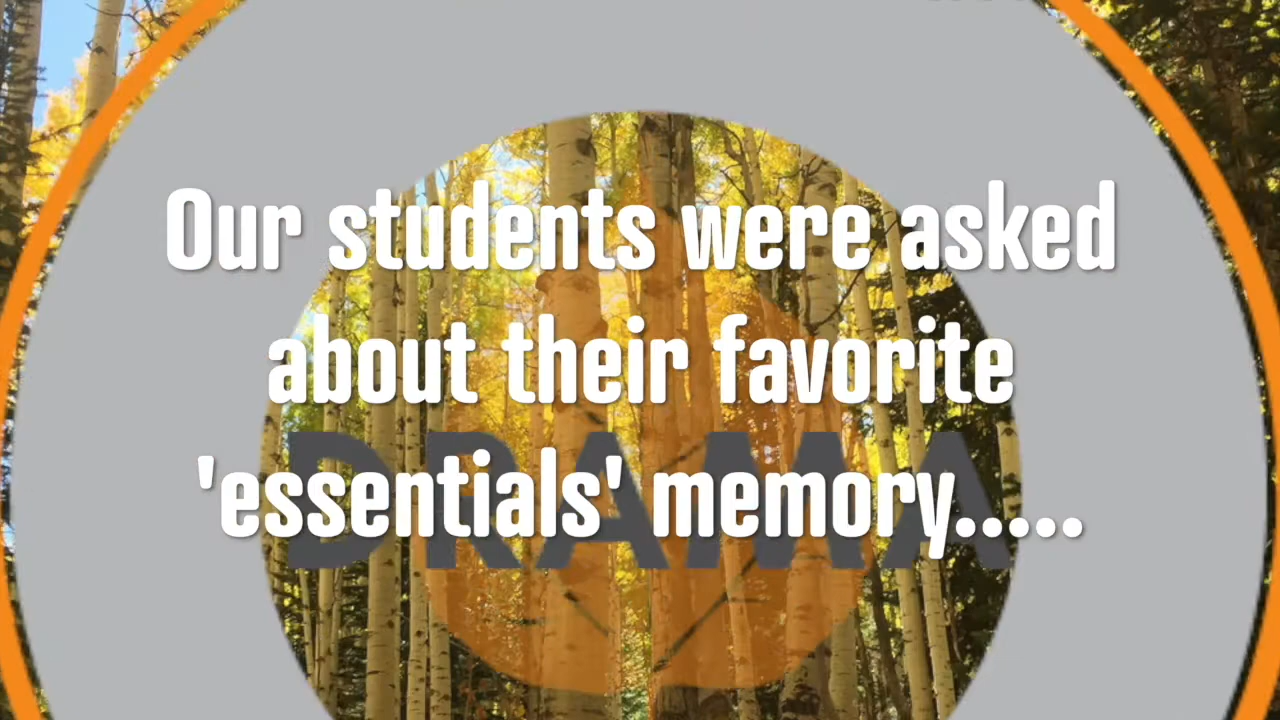 Our students were asked
about their favorite
'essentials' memory.....
DRAMA